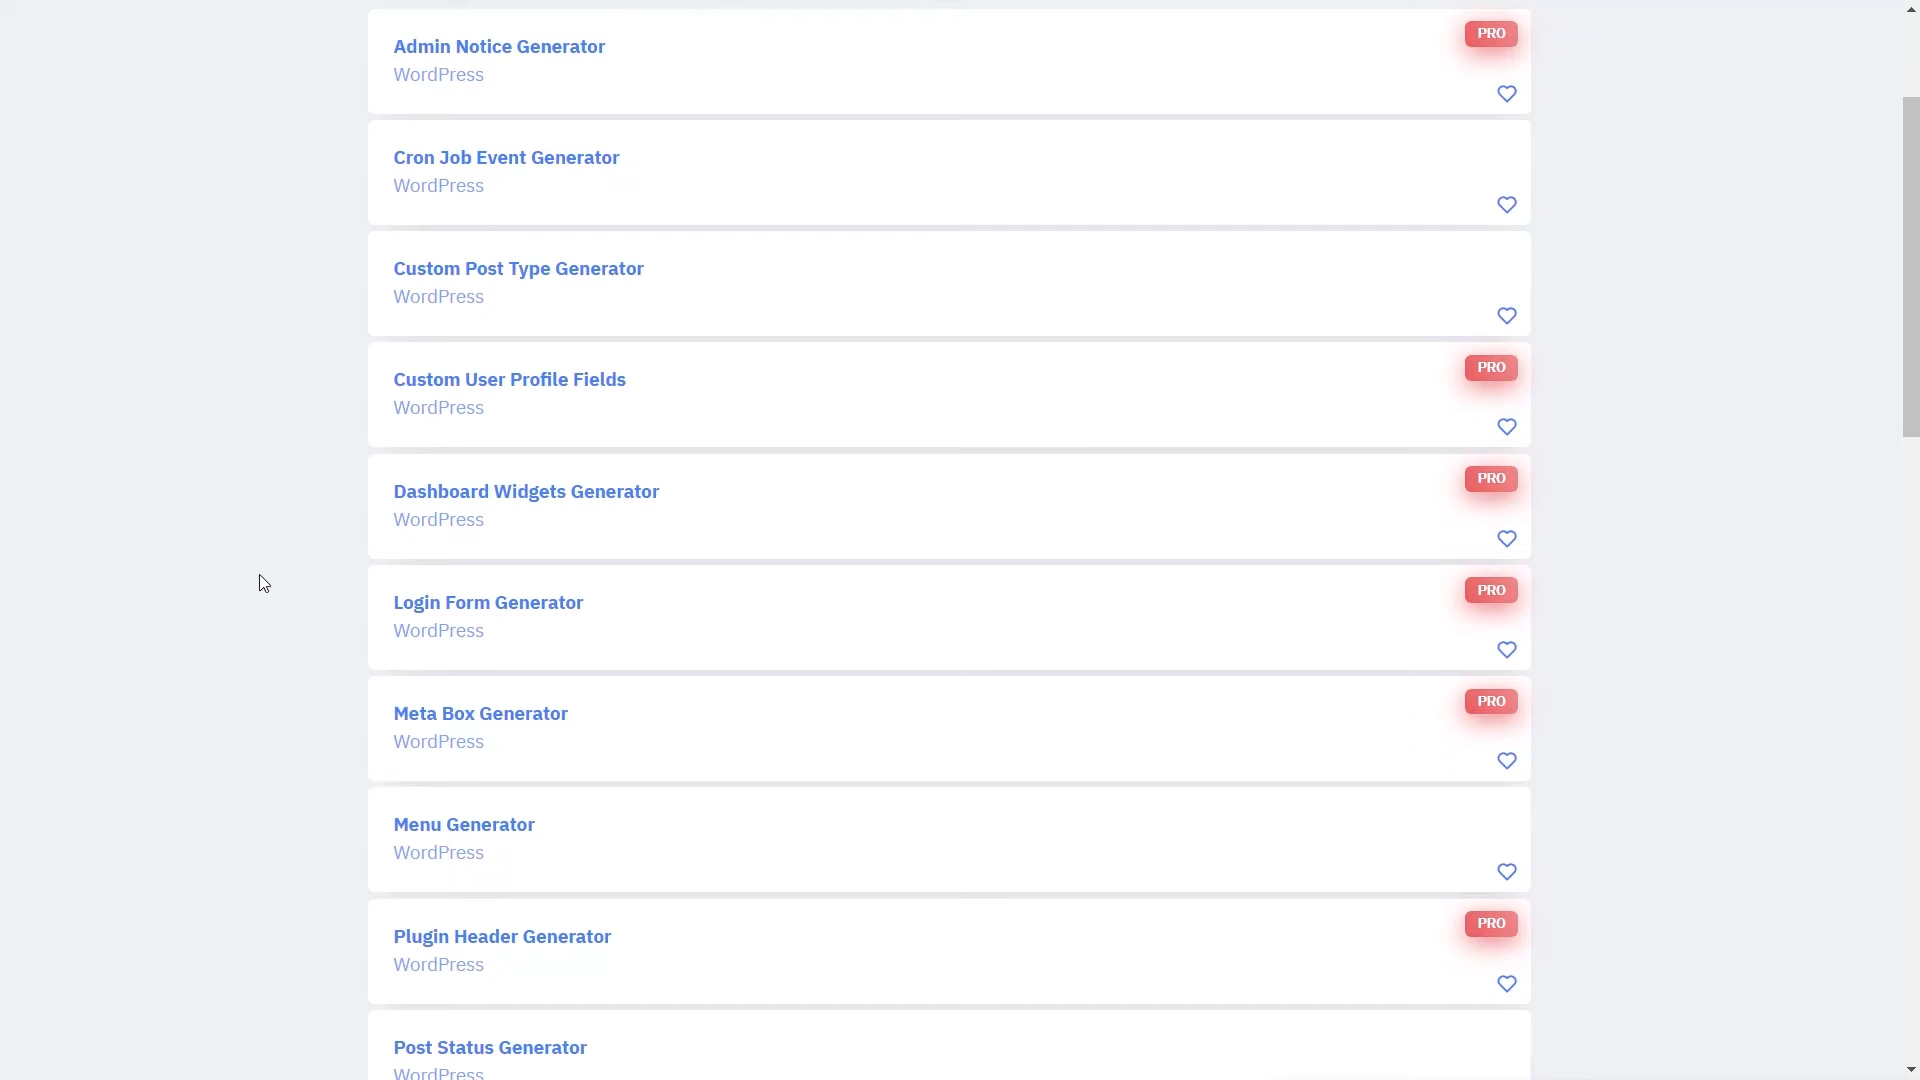 Admin Notice Generator
PRO
WordPress
Cron Job Event Generator
WordPress
Custom Post Type Generator
WordPress
Custom User Profile Fields
PRO
WordPress
Dashboard Widgets Generator
PRO
WordPress
Login Form Generator
PRO
WordPress
Meta Box Generator
PRO
WordPress
Menu Generator
WordPress
Plugin Header Generator
PRO
WordPress
Post Status Generator
WordPress